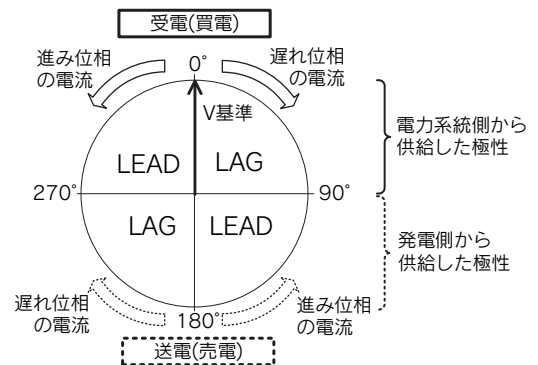 受電(買電)
進み位相
の電流
0°
遅れ位相
の電流
V基準
LEAD
LAG
電力系統側から
供給した極性
270°
90°
LAG
LEAD
発電側から
供給した極性
遅れ位相
の電流
180°
進み位相
の電流
送電(売電)